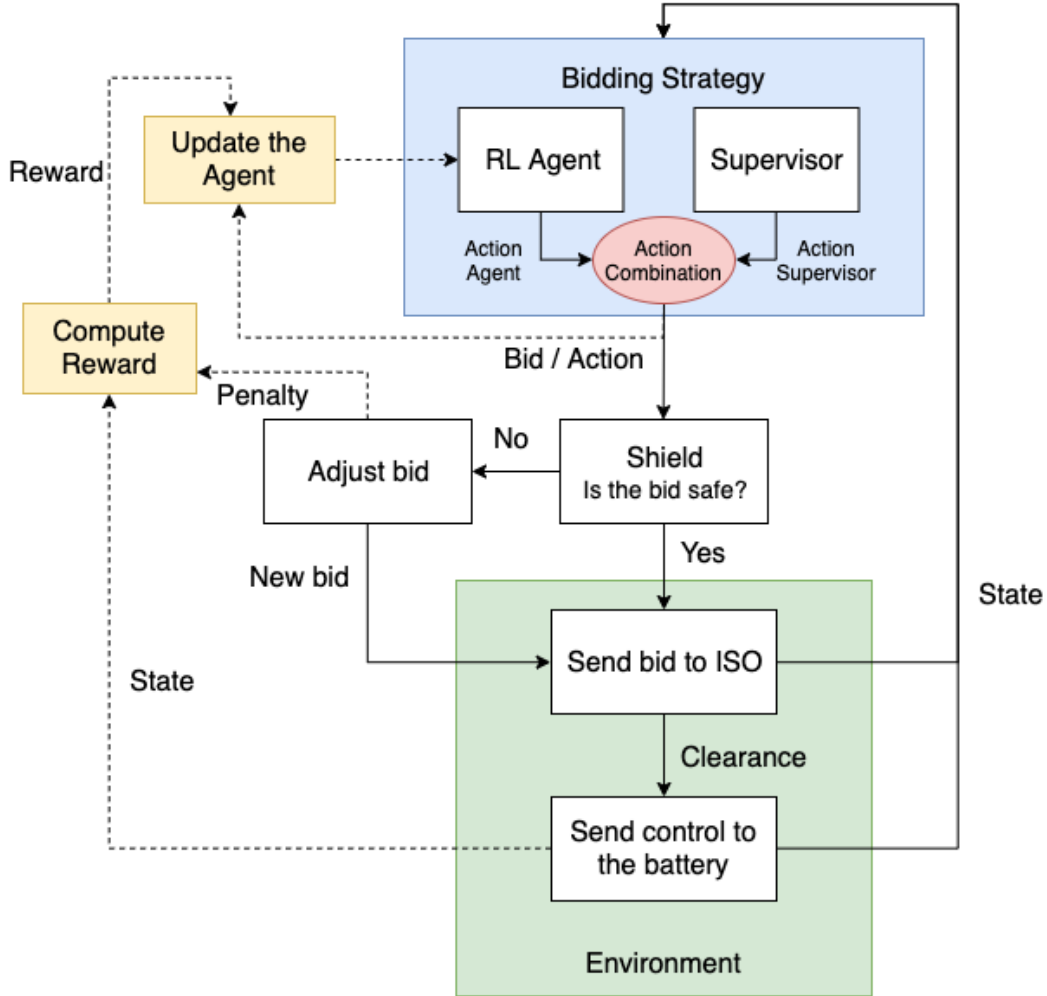 Bidding Strategy
Update the
Agent
RL Agent
Supervisor
Reward
Action
Agent
Action
Combination
Action
Supervisor
Compute
Reward
Bid / Action
Penalty
Adjust bid
No
Shield
Is the bid safe?
Yes
New bid
State
Send bid to ISO
State
Clearance
Send control to
the battery
Environment